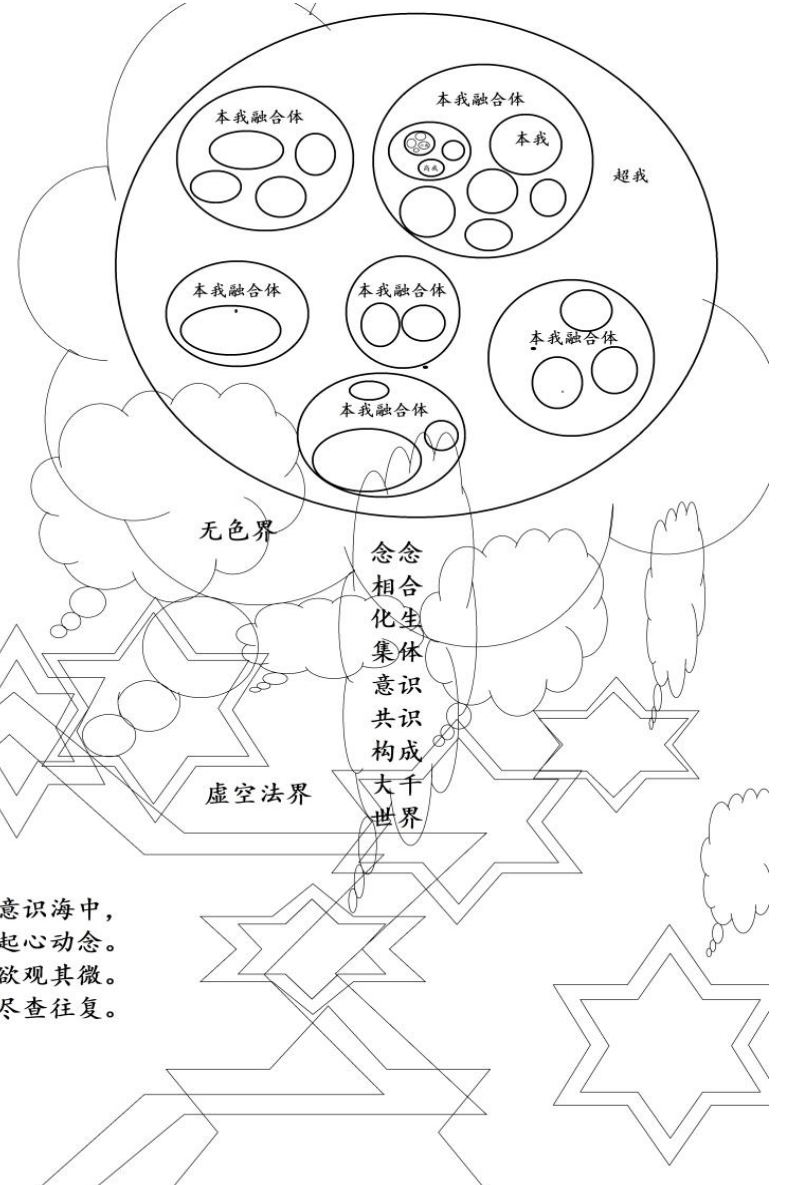 本我融合体
本我融合体
本我
超我
本我融合体
本我融合体
本我融合体
本我融合体
无色界
念念
相合
化生
集体
意识
共识
构成
大千
世界
虚空法界
意识海中，
起心动念。
欲观其微。
尽查往复。